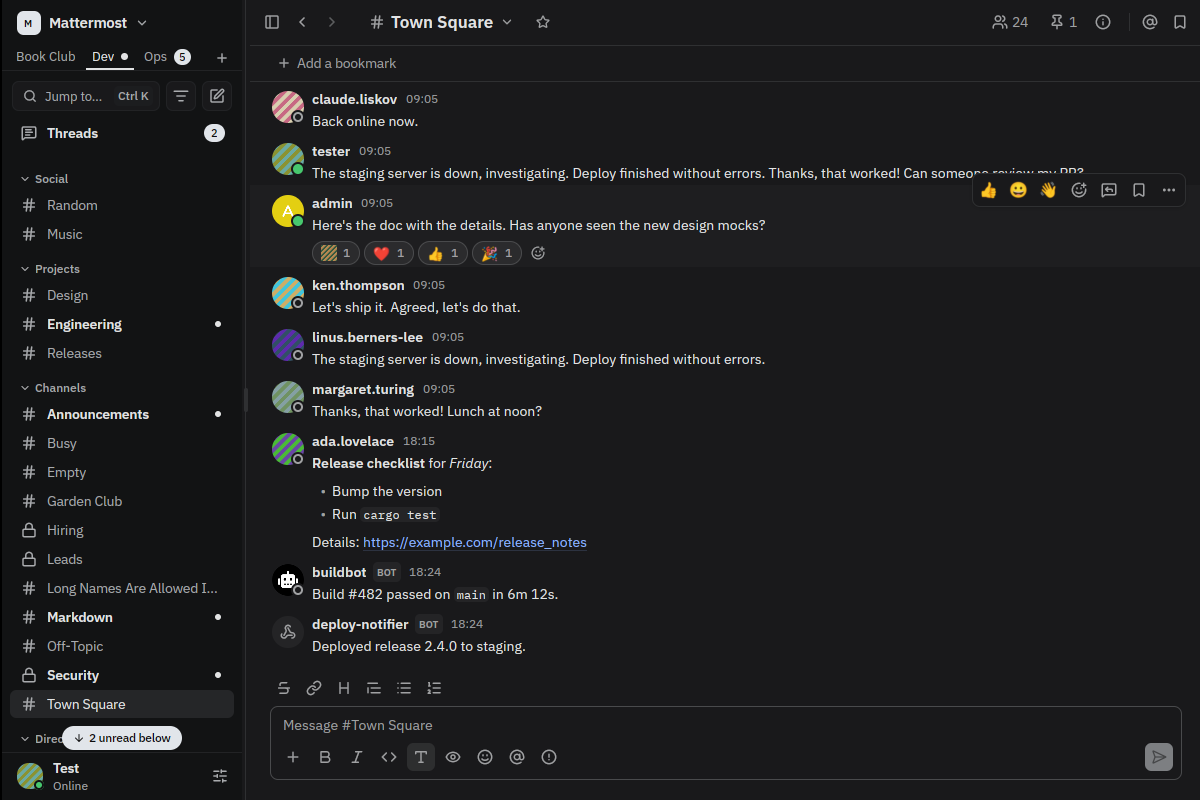 M Mattermost
Book Club Dev Ops 5
Jump to... Ctrl K
Threads 2
Social
Random
Music
Projects
Design
Engineering
Releases
Channels
Announcements
Busy
Empty
Garden Club
Hiring
Leads
Long Names Are Allowed I...
Markdown
Off-Topic
Security
Town Square
Direc
2 unread below
Test
Online
Town Square 24 1
Add a bookmark
claude.liskov 09:05
Back online now.
tester 09:05
The staging server is down, investigating. Deploy finished without errors. Thanks, that worked! Can someone review my PR?
A admin 09:05
Here's the doc with the details. Has anyone seen the new design mocks?
1 1 1 1
ken.thompson 09:05
Let's ship it. Agreed, let's do that.
linus.berners-lee 09:05
The staging server is down, investigating. Deploy finished without errors.
margaret.turing 09:05
Thanks, that worked! Lunch at noon?
ada.lovelace 18:15
Release checklist for Friday:
• Bump the version
• Run cargo test
Details: https://example.com/release_notes
buildbot BOT 18:24
Build #482 passed on main in 6m 12s.
deploy-notifier BOT 18:24
Deployed release 2.4.0 to staging.
Message #Town Square